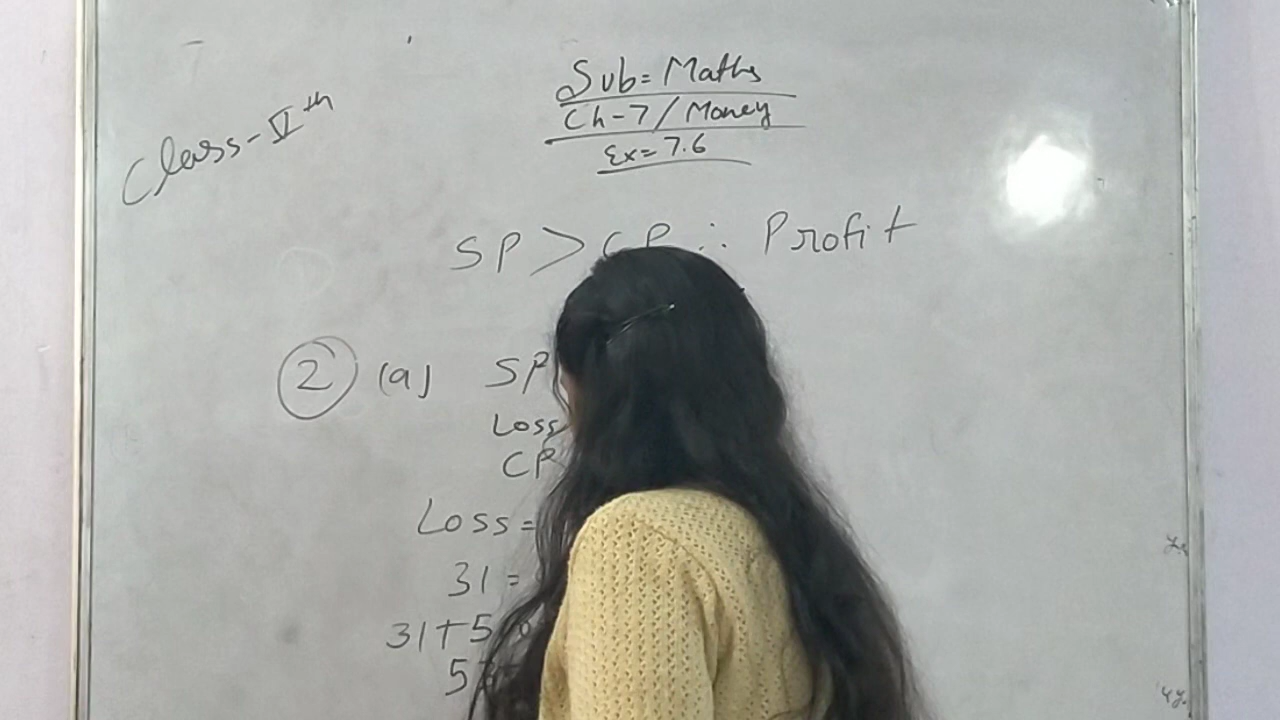 Class-Vth
Sub= Maths
Ch-7/ Money
Ex= 7.6
SP > CP ∴ Profit
2 (a) SP
Loss
CP
Loss=
31 =
31+5
5